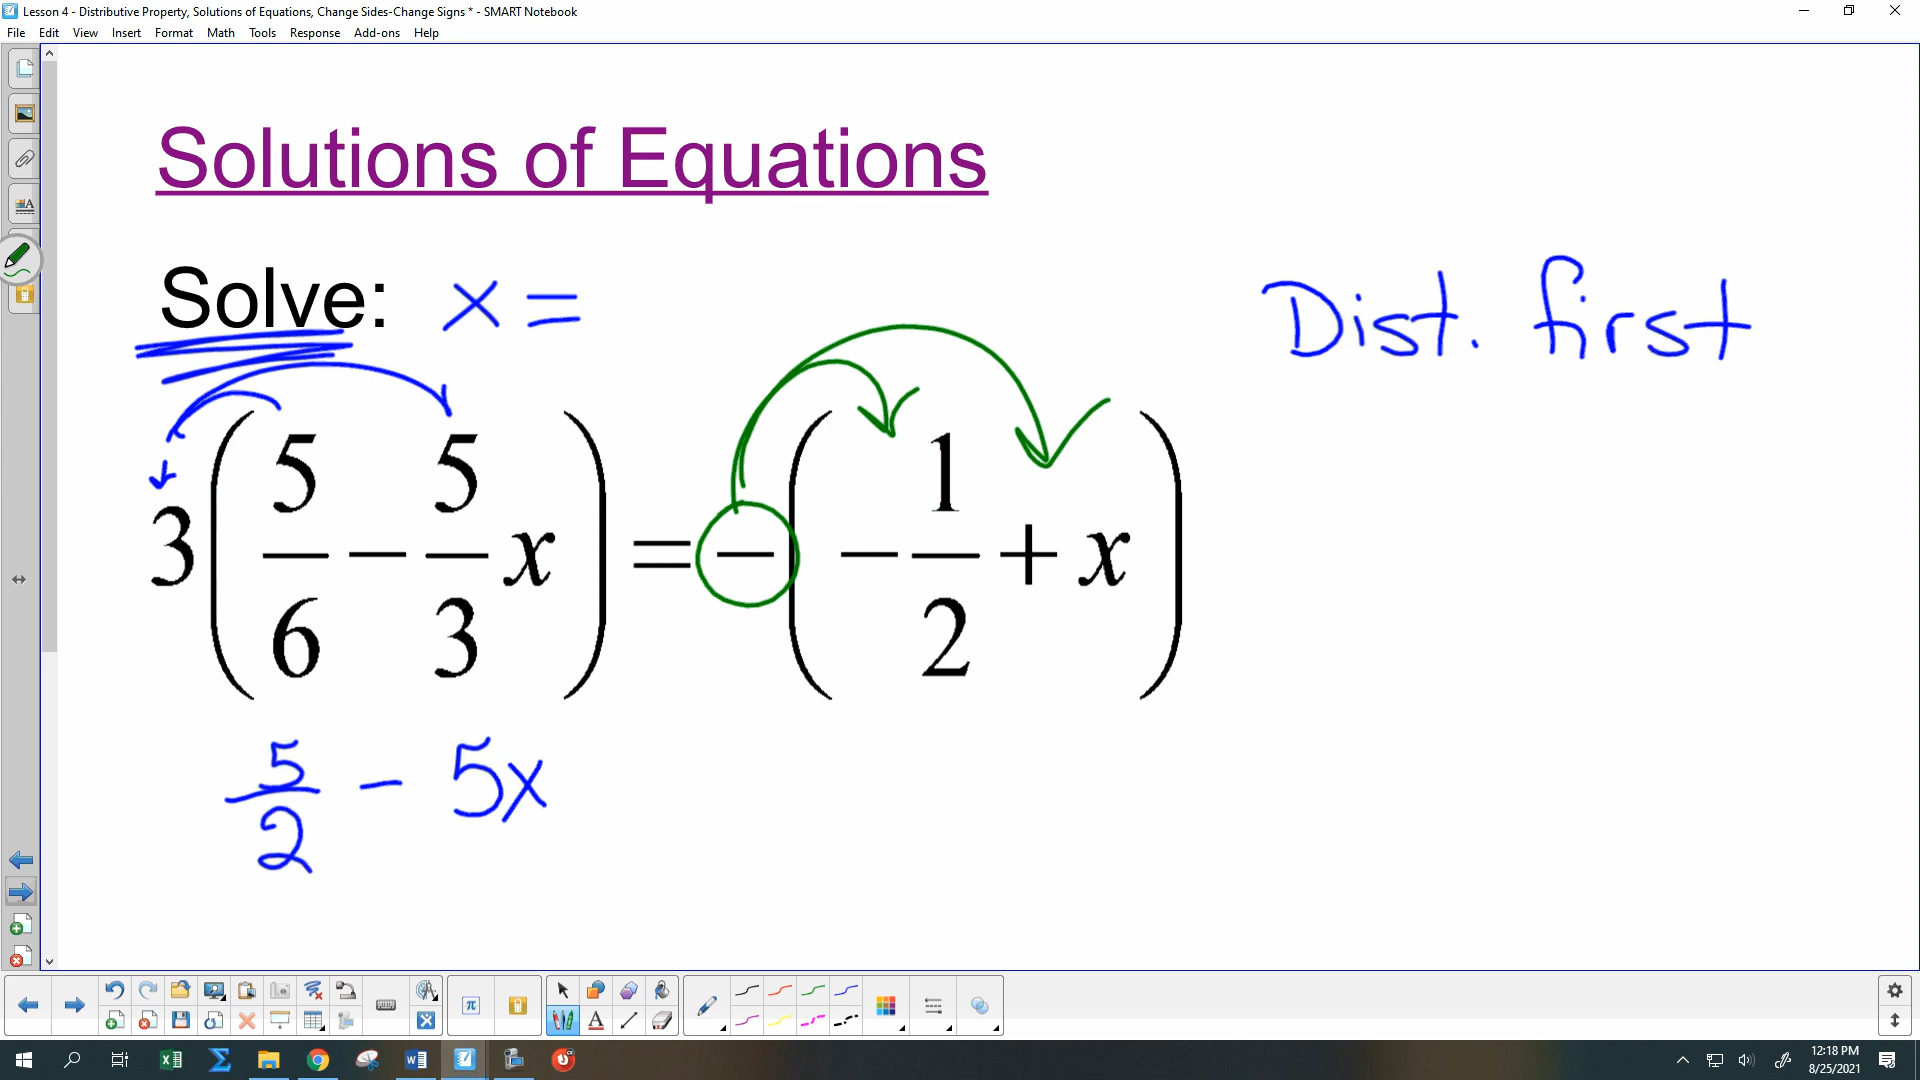 Lesson 4 - Distributive Property, Solutions of Equations, Change Sides-Change Signs * - SMART Notebook
File Edit View Insert Format Math Tools Response Add-ons Help
Solutions of Equations
Solve: x =
Dist. first
3(5/6 − 5/3 x) = −(−1/2 + x)
5/2 − 5x
12:18 PM
8/25/2021